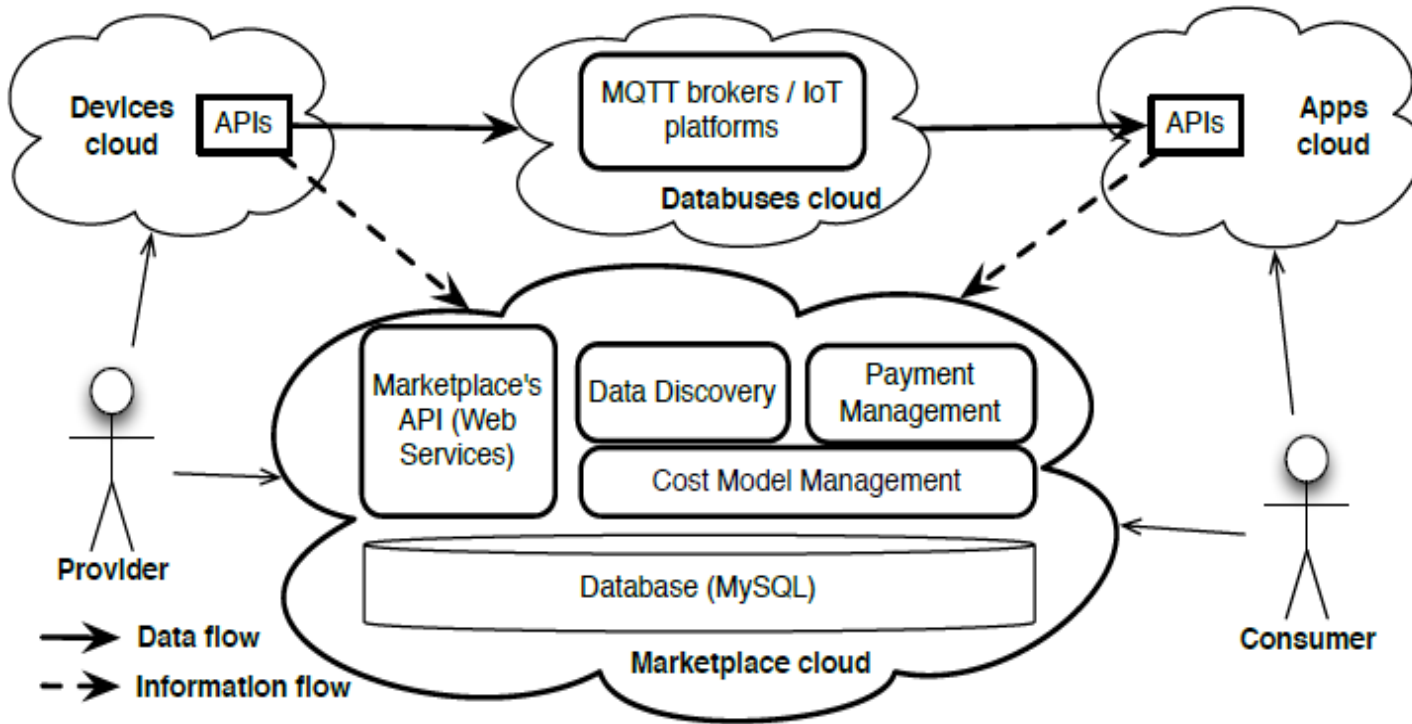 Devices
cloud
APIs
MQTT brokers / IoT
platforms
Databuses cloud
APIs
Apps
cloud
Marketplace's
API (Web
Services)
Data Discovery
Payment
Management
Cost Model Management
Database (MySQL)
Marketplace cloud
Provider
Consumer
Data flow
Information flow